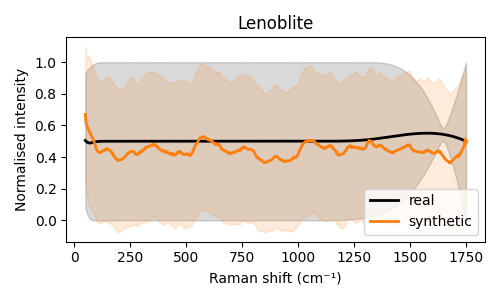 Lenoblite
Normalised intensity
1.0
0.8
0.6
0.4
0.2
0.0
real
synthetic
0 250 500 750 1000 1250 1500 1750
Raman shift (cm⁻¹)